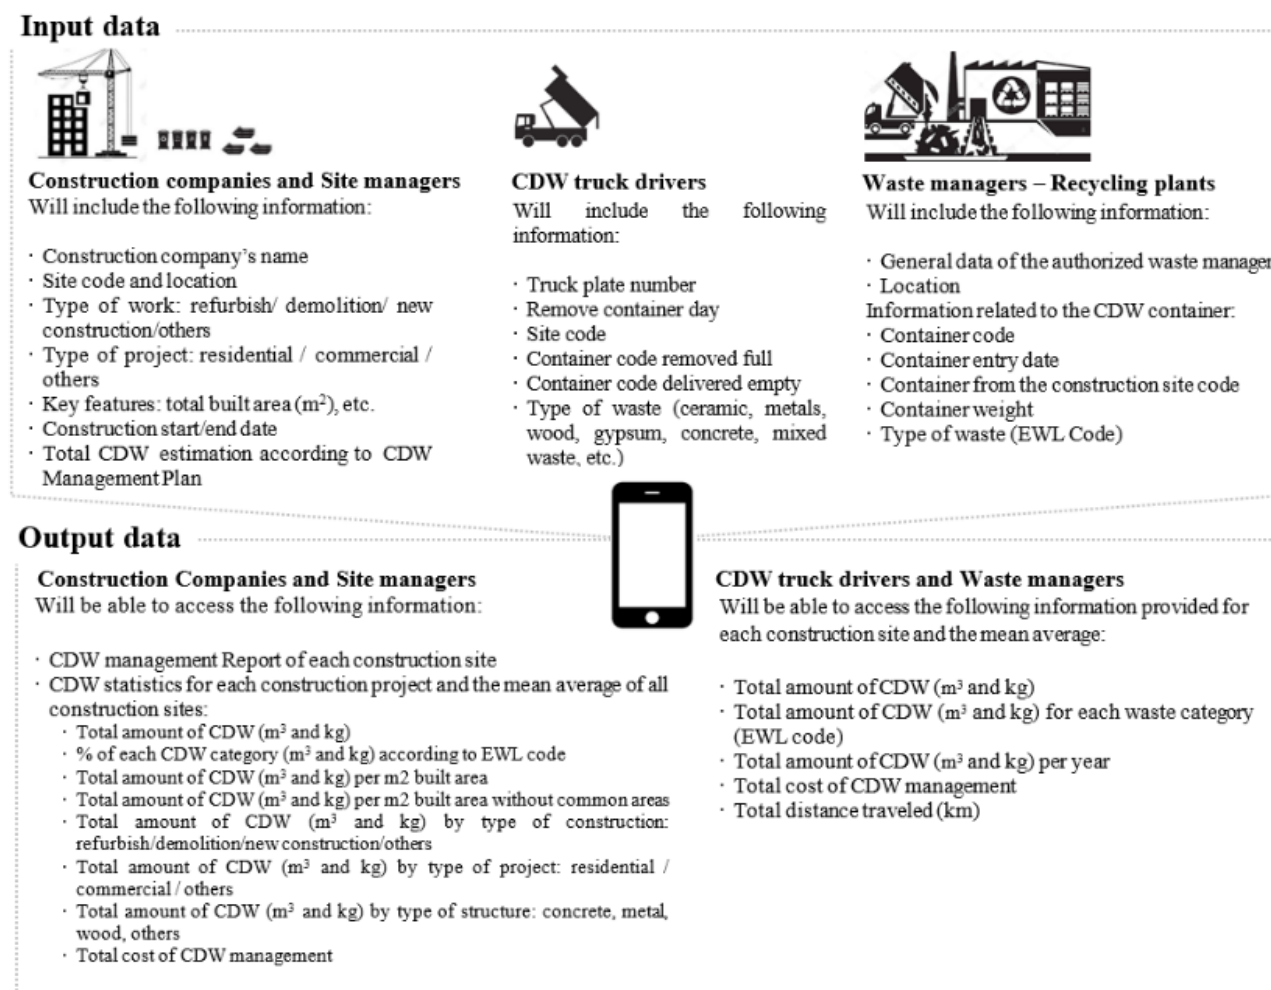 Input data
Construction companies and Site managers
Will include the following information:
· Construction company's name
· Site code and location
· Type of work: refurbish/ demolition/ new
construction/others
· Type of project: residential / commercial /
others
· Key features: total built area (m²), etc.
· Construction start/end date
· Total CDW estimation according to CDW
Management Plan
CDW truck drivers
Will include the following
information:
· Truck plate number
· Remove container day
· Site code
· Container code removed full
· Container code delivered empty
· Type of waste (ceramic, metals,
wood, gypsum, concrete, mixed
waste, etc.)
Waste managers – Recycling plants
Will include the following information:
· General data of the authorized waste manager
· Location
Information related to the CDW container:
· Container code
· Container entry date
· Container from the construction site code
· Container weight
· Type of waste (EWL Code)
Output data
Construction Companies and Site managers
Will be able to access the following information:
· CDW management Report of each construction site
· CDW statistics for each construction project and the mean average of all
construction sites:
· Total amount of CDW (m³ and kg)
· % of each CDW category (m³ and kg) according to EWL code
· Total amount of CDW (m³ and kg) per m2 built area
· Total amount of CDW (m³ and kg) per m2 built area without common areas
· Total amount of CDW (m³ and kg) by type of construction:
refurbish/demolition/new construction/others
· Total amount of CDW (m³ and kg) by type of project: residential /
commercial / others
· Total amount of CDW (m³ and kg) by type of structure: concrete, metal,
wood, others
· Total cost of CDW management
CDW truck drivers and Waste managers
Will be able to access the following information provided for
each construction site and the mean average:
· Total amount of CDW (m³ and kg)
· Total amount of CDW (m³ and kg) for each waste category
(EWL code)
· Total amount of CDW (m³ and kg) per year
· Total cost of CDW management
· Total distance traveled (km)